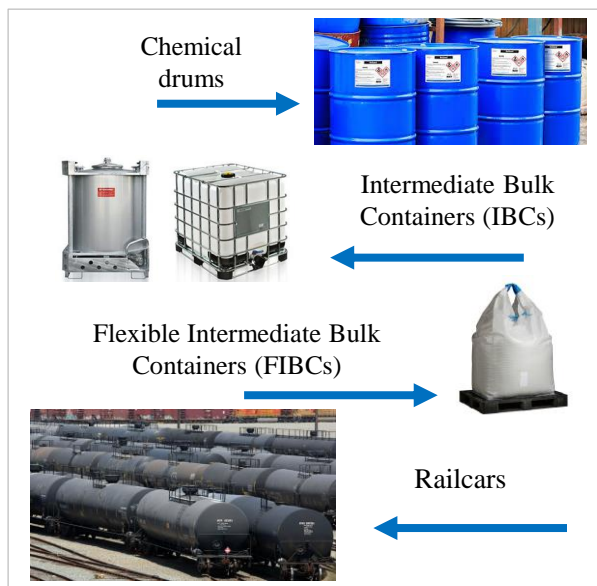 Chemical
drums
Intermediate Bulk
Containers (IBCs)
Flexible Intermediate Bulk
Containers (FIBCs)
Railcars